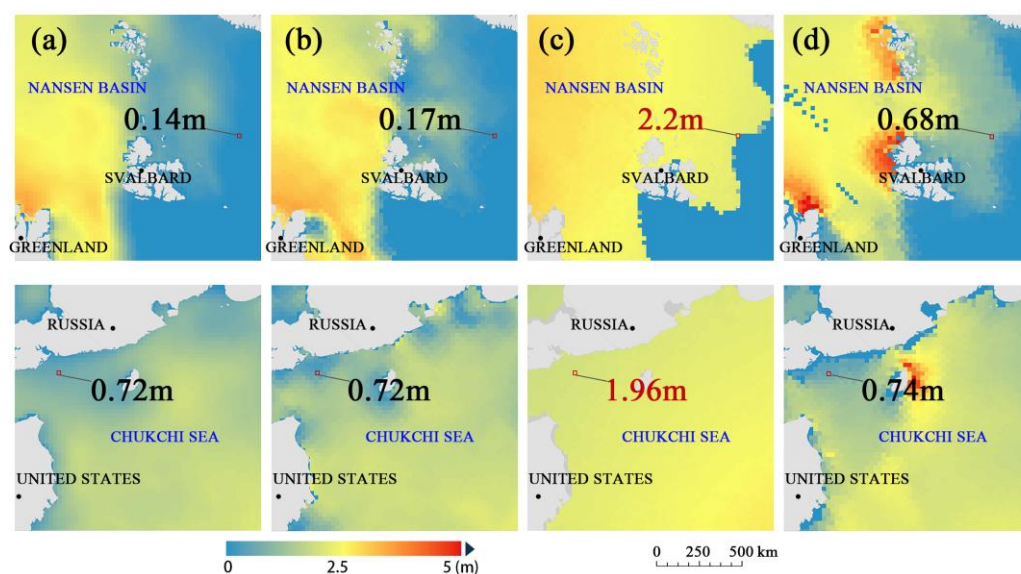 (a) (b) (c) (d)
NANSEN BASIN NANSEN BASIN NANSEN BASIN NANSEN BASIN
0.14m 0.17m 2.2m 0.68m
SVALBARD SVALBARD SVALBARD SVALBARD
GREENLAND GREENLAND GREENLAND GREENLAND
RUSSIA RUSSIA RUSSIA RUSSIA
0.72m 0.72m 1.96m 0.74m
CHUKCHI SEA CHUKCHI SEA CHUKCHI SEA CHUKCHI SEA
UNITED STATES UNITED STATES UNITED STATES UNITED STATES
0 2.5 5 (m) 0 250 500 km